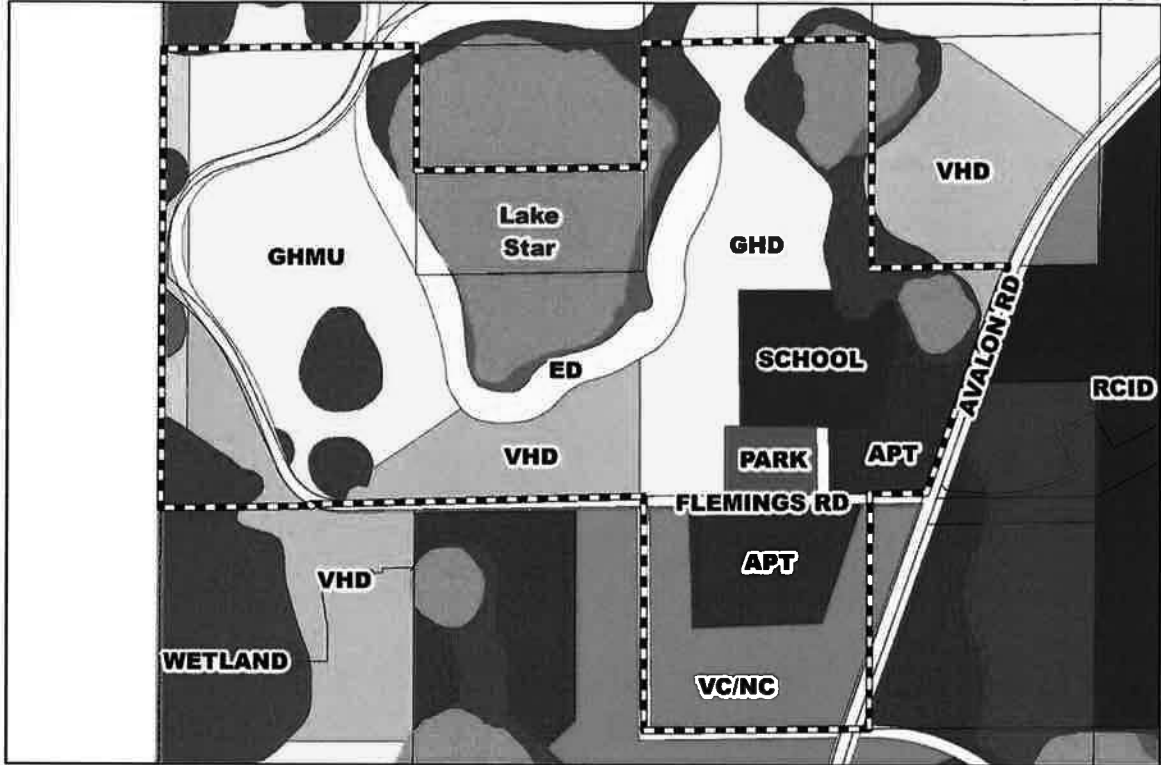 VHD
Lake
Star
GHMU
GHD
AVALON RD
SCHOOL
ED
RCID
VHD
PARK
APT
FLEMINGS RD
APT
VHD
WETLAND
VC/NC